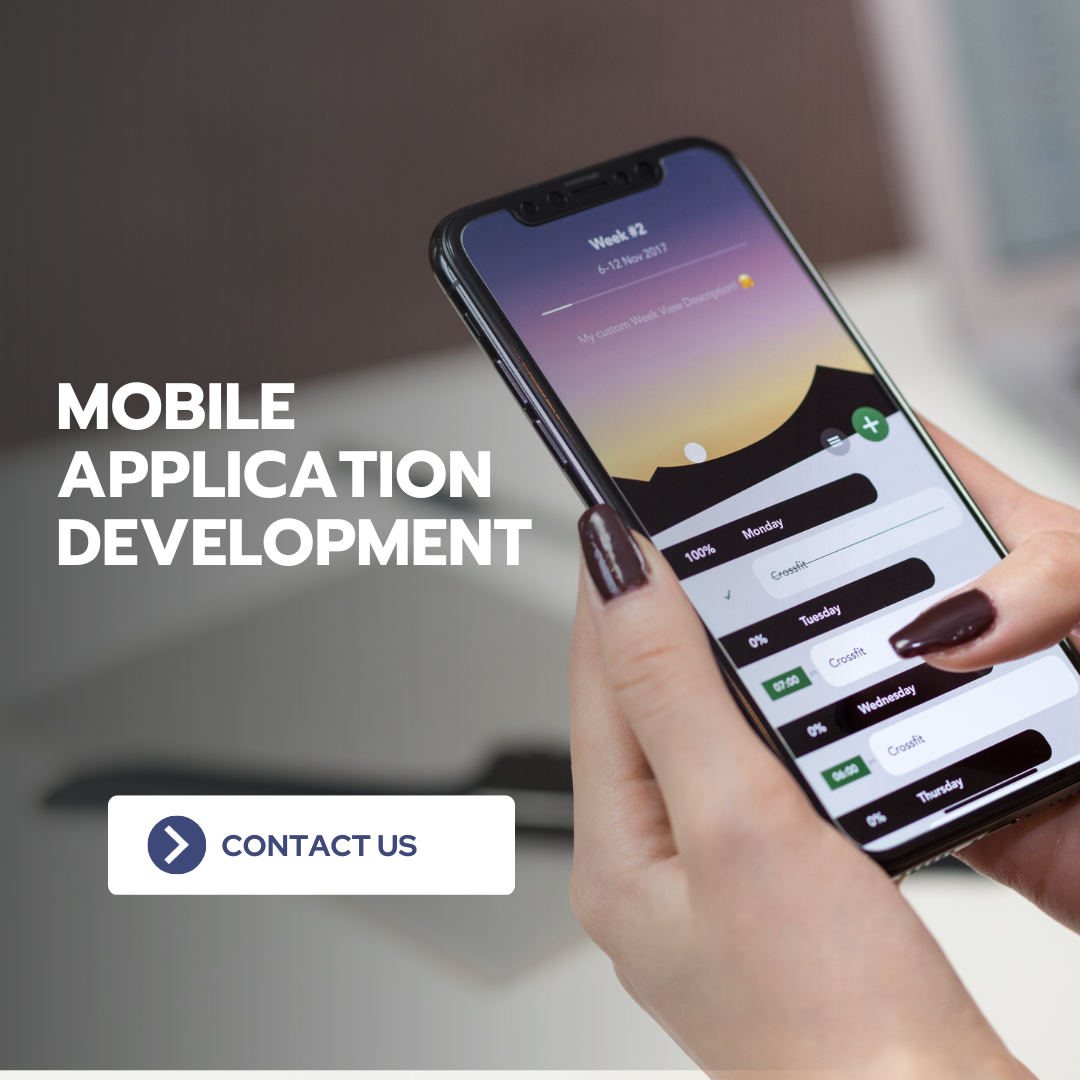 Week #2
6-12 Nov 2017
My custom Week View Description!
MOBILE
APPLICATION
DEVELOPMENT
100% Monday
Crossfit
0% Tuesday
07:00 Crossfit
0% Wednesday
06:00 Crossfit
0% Thursday
CONTACT US